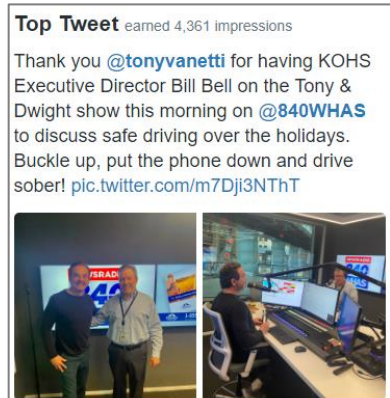 Top Tweet earned 4,361 impressions
Thank you @tonyvanetti for having KOHS
Executive Director Bill Bell on the Tony &
Dwight show this morning on @840WHAS
to discuss safe driving over the holidays.
Buckle up, put the phone down and drive
sober! pic.twitter.com/m7Dji3NThT
840